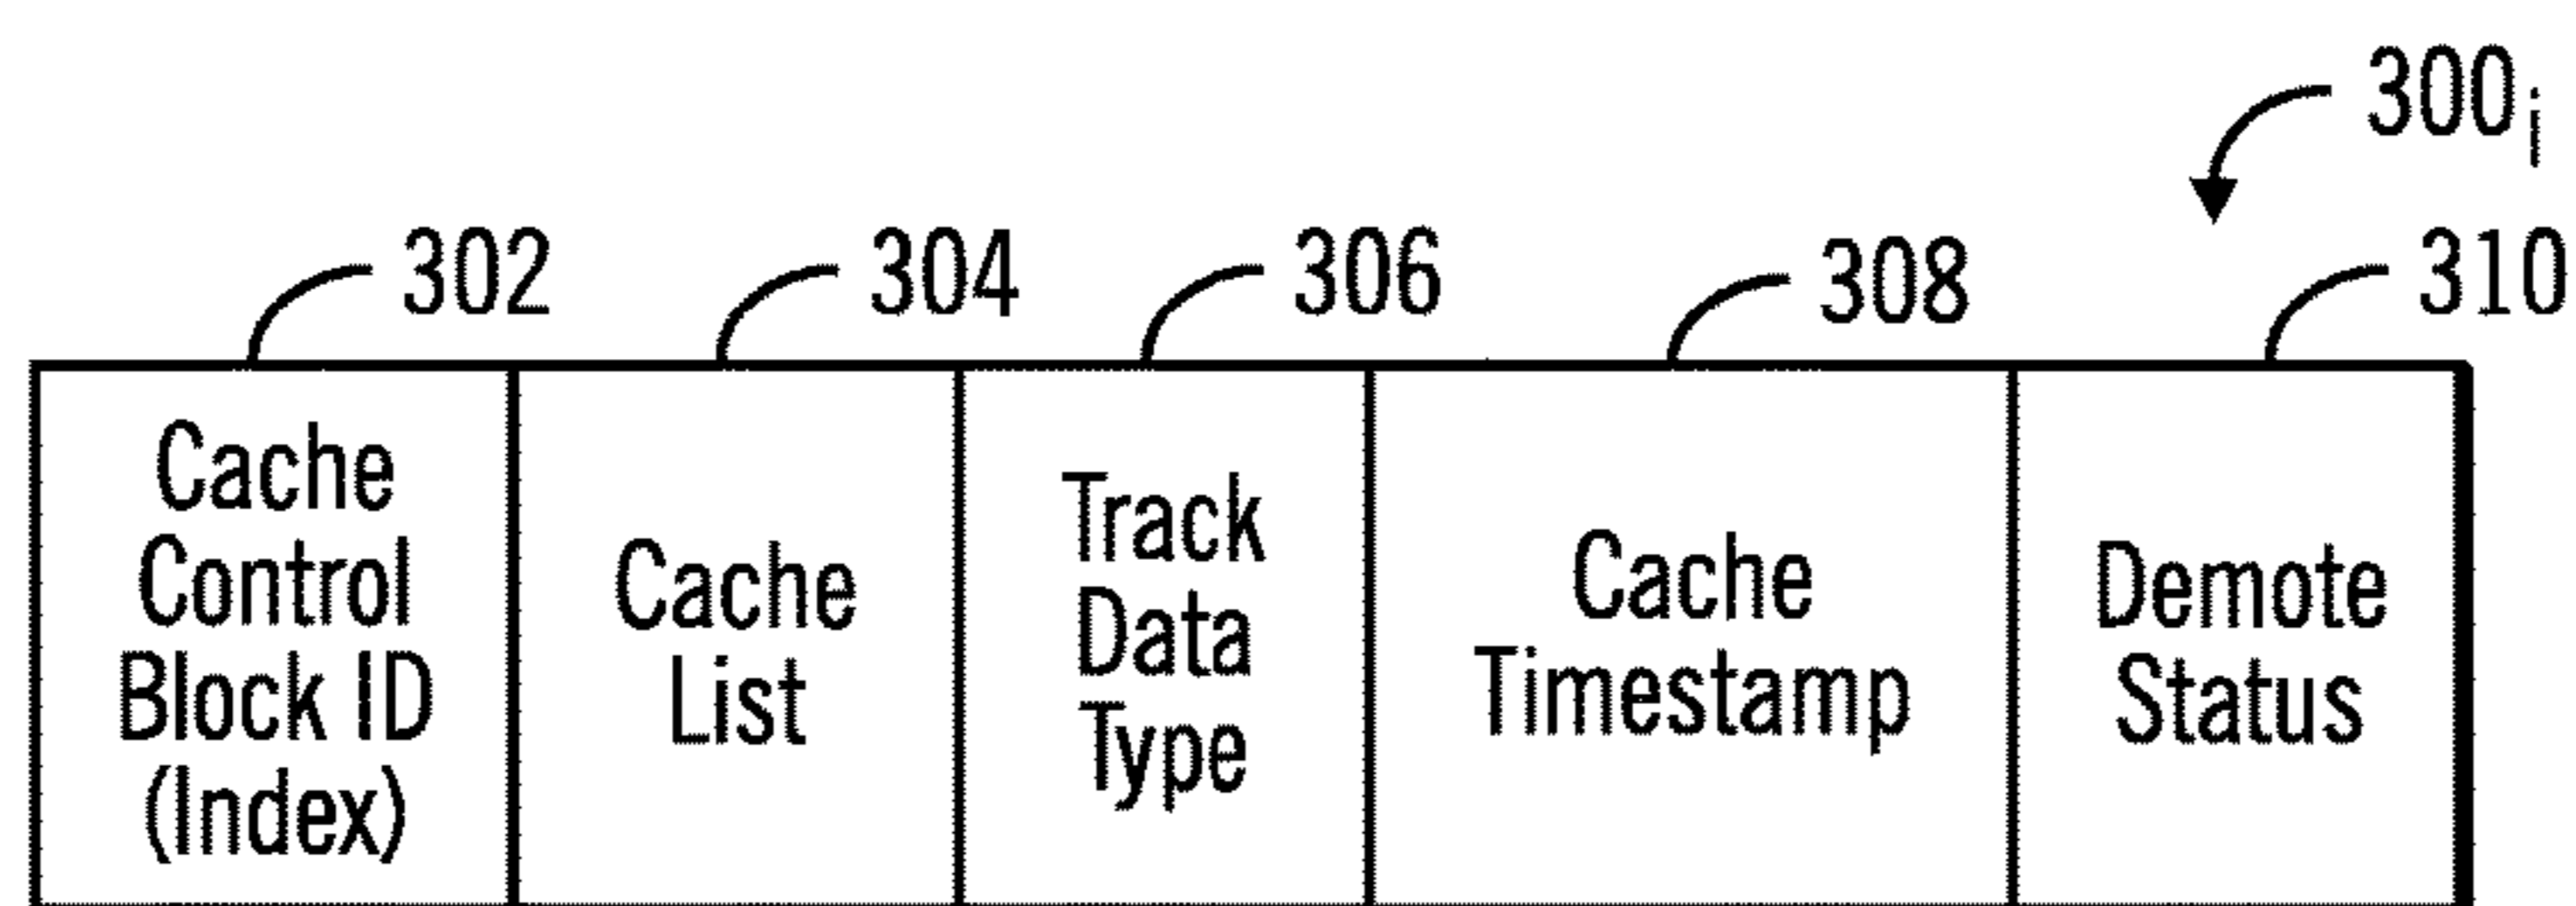 300i
302
304
306
308
310
Cache
Control
Block ID
(Index)
Cache
List
Track
Data
Type
Cache
Timestamp
Demote
Status